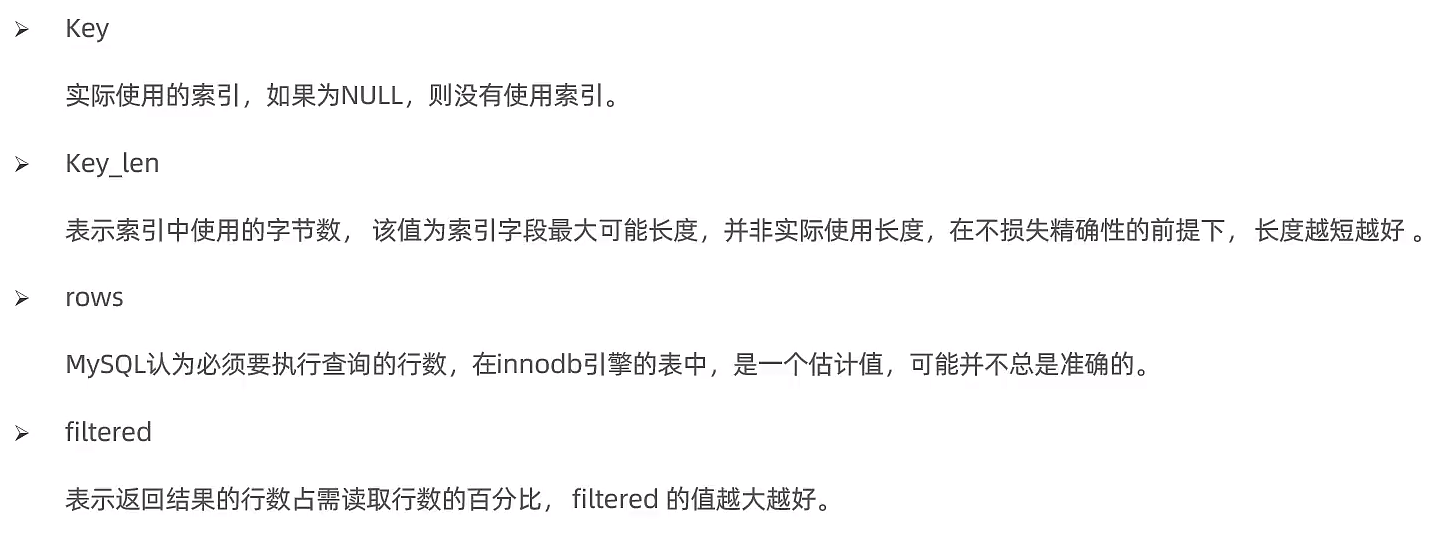 ➢ Key
实际使用的索引，如果为NULL，则没有使用索引。
➢ Key_len
表示索引中使用的字节数， 该值为索引字段最大可能长度，并非实际使用长度，在不损失精确性的前提下， 长度越短越好 。
➢ rows
MySQL认为必须要执行查询的行数，在innodb引擎的表中，是一个估计值，可能并不总是准确的。
➢ filtered
表示返回结果的行数占需读取行数的百分比， filtered 的值越大越好。